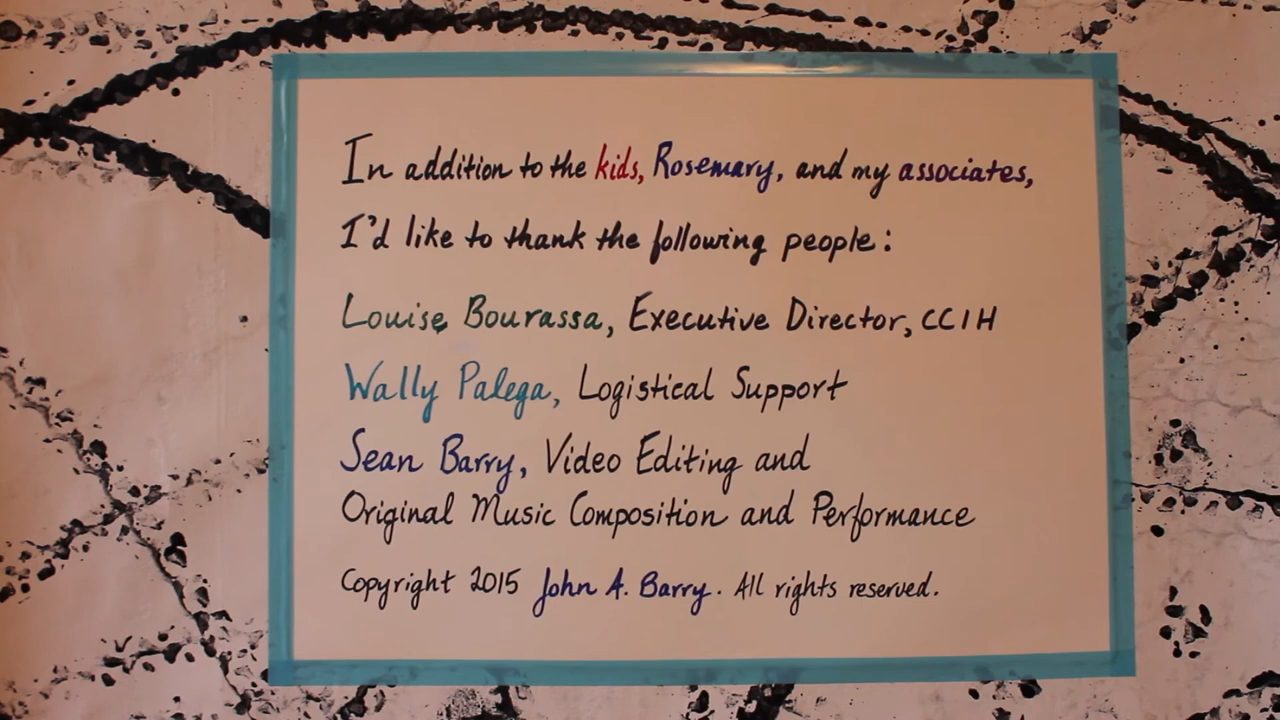 In addition to the kids, Rosemary, and my associates,
I'd like to thank the following people:
Louise Bourassa, Executive Director, CCIH
Wally Palega, Logistical Support
Sean Barry, Video Editing and
Original Music Composition and Performance
Copyright 2015 John A. Barry. All rights reserved.